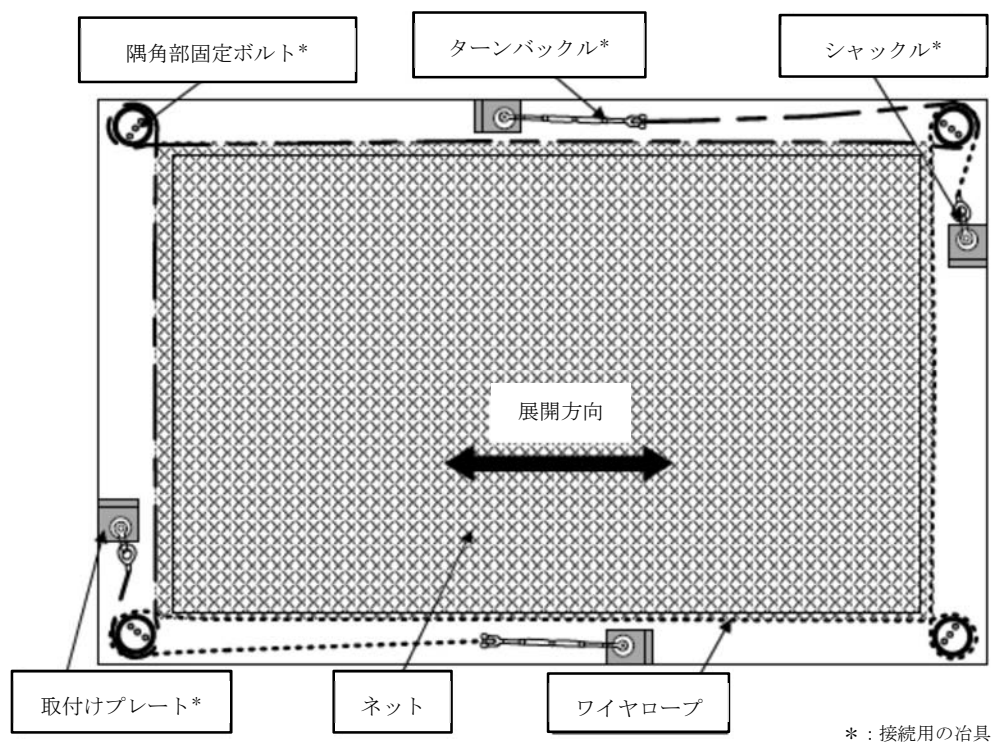 隅角部固定ボルト*
ターンバックル*
シャックル*
展開方向
取付けプレート*
ネット
ワイヤロープ
*:接続用の冶具